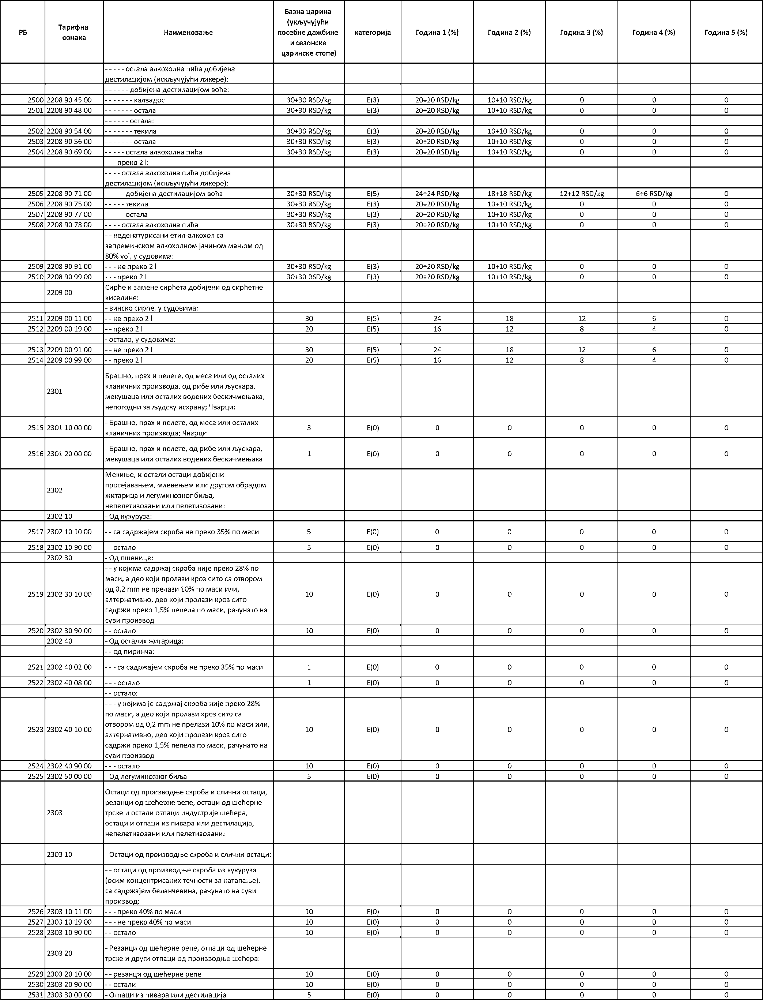 РБ | Тарифна ознака | Наименовање | Базна царина (укључујући посебне дажбине и сезонске царинске стопе) | категорија | Година 1 (%) | Година 2 (%) | Година 3 (%) | Година 4 (%) | Година 5 (%)
- - - - - остала алкохолна пића добијена
дестилацијом (искључујући ликере):
- - - - - - добијена дестилацијом воћа:
2500 | 2208 90 45 00 | - - - - - - - калвадос | 30+30 RSD/kg | E(3) | 20+20 RSD/kg | 10+10 RSD/kg | 0 | 0 | 0
2501 | 2208 90 48 00 | - - - - - - - остала | 30+30 RSD/kg | E(3) | 20+20 RSD/kg | 10+10 RSD/kg | 0 | 0 | 0
- - - - - - остала:
2502 | 2208 90 54 00 | - - - - - - - текила | 30+30 RSD/kg | E(3) | 20+20 RSD/kg | 10+10 RSD/kg | 0 | 0 | 0
2503 | 2208 90 56 00 | - - - - - - - остала | 30+30 RSD/kg | E(3) | 20+20 RSD/kg | 10+10 RSD/kg | 0 | 0 | 0
2504 | 2208 90 69 00 | - - - - - остала алкохолна пића | 30+30 RSD/kg | E(3) | 20+20 RSD/kg | 10+10 RSD/kg | 0 | 0 | 0
- - - преко 2 l:
- - - - остала алкохолна пића добијена
дестилацијом (искључујући ликере):
2505 | 2208 90 71 00 | - - - - - добијена дестилацијом воћа | 30+30 RSD/kg | E(5) | 24+24 RSD/kg | 18+18 RSD/kg | 12+12 RSD/kg | 6+6 RSD/kg | 0
2506 | 2208 90 75 00 | - - - - - текила | 30+30 RSD/kg | E(3) | 20+20 RSD/kg | 10+10 RSD/kg | 0 | 0 | 0
2507 | 2208 90 77 00 | - - - - - остала | 30+30 RSD/kg | E(3) | 20+20 RSD/kg | 10+10 RSD/kg | 0 | 0 | 0
2508 | 2208 90 78 00 | - - - - остала алкохолна пића | 30+30 RSD/kg | E(3) | 20+20 RSD/kg | 10+10 RSD/kg | 0 | 0 | 0
- - неденатурисани етил-алкохол са
запреминском алкохолном јачином мањом од
80% vol, у судовима:
2509 | 2208 90 91 00 | - - - не преко 2 l | 30+30 RSD/kg | E(3) | 20+20 RSD/kg | 10+10 RSD/kg | 0 | 0 | 0
2510 | 2208 90 99 00 | - - - преко 2 l | 30+30 RSD/kg | E(3) | 20+20 RSD/kg | 10+10 RSD/kg | 0 | 0 | 0
2209 00 | Сирће и замене сирћета добијени од сирћетне
киселине:
- винско сирће, у судовима:
2511 | 2209 00 11 00 | - - не преко 2 l | 30 | E(5) | 24 | 18 | 12 | 6 | 0
2512 | 2209 00 19 00 | - - преко 2 l | 20 | E(5) | 16 | 12 | 8 | 4 | 0
- остало, у судовима:
2513 | 2209 00 91 00 | - - не преко 2 l | 30 | E(5) | 24 | 18 | 12 | 6 | 0
2514 | 2209 00 99 00 | - - преко 2 l | 20 | E(5) | 16 | 12 | 8 | 4 | 0
2301 | Брашно, прах и пелете, од меса или од осталих
кланичних производа, од рибе или љускара,
мекушаца или осталих водених бескичмењака,
непогодни за људску исхрану; Чварци:
2515 | 2301 10 00 00 | - Брашно, прах и пелете, од меса или осталих
кланичних производа; Чварци | 3 | E(0) | 0 | 0 | 0 | 0 | 0
2516 | 2301 20 00 00 | - Брашно, прах и пелете, од рибе или љускара,
мекушаца или осталих водених бескичмењака | 1 | E(0) | 0 | 0 | 0 | 0 | 0
2302 | Мекиње, и остали остаци добијени
просејавањем, млевењем или другом обрадом
житарица и легуминозног биља,
непелетизовани или пелетизовани:
2302 10 | - Од кукуруза:
2517 | 2302 10 10 00 | - - са садржајем скроба не преко 35% по маси | 5 | E(0) | 0 | 0 | 0 | 0 | 0
2518 | 2302 10 90 00 | - - остало | 5 | E(0) | 0 | 0 | 0 | 0 | 0
2302 30 | - Од пшенице:
2519 | 2302 30 10 00 | - - у којима садржај скроба није преко 28% по
маси, а део који пролази кроз сито са отвором
од 0,2 mm не прелази 10% по маси или,
алтернативно, део који пролази кроз сито
садржи преко 1,5% пепела по маси, рачунато на
суви производ | 10 | E(0) | 0 | 0 | 0 | 0 | 0
2520 | 2302 30 90 00 | - - остало | 10 | E(0) | 0 | 0 | 0 | 0 | 0
2302 40 | - Од осталих житарица:
- - од пиринча:
2521 | 2302 40 02 00 | - - - са садржајем скроба не преко 35% по маси | 1 | E(0) | 0 | 0 | 0 | 0 | 0
2522 | 2302 40 08 00 | - - - остало | 1 | E(0) | 0 | 0 | 0 | 0 | 0
- - остало:
2523 | 2302 40 10 00 | - - - у којима је садржај скроба није преко 28%
по маси, а део који пролази кроз сито са
отвором од 0,2 mm не прелази 10% по маси или,
алтернативно, део који пролази кроз сито
садржи преко 1,5% пепела по маси, рачунато на
суви производ | 10 | E(0) | 0 | 0 | 0 | 0 | 0
2524 | 2302 40 90 00 | - - - остало | 10 | E(0) | 0 | 0 | 0 | 0 | 0
2525 | 2302 50 00 00 | - Од легуминозног биља | 5 | E(0) | 0 | 0 | 0 | 0 | 0
2303 | Остаци од производње скроба и слични остаци,
резанци од шећерне репе, остаци од шећерне
трске и остали отпаци индустрије шећера,
остаци и отпаци из пивара или дестилација,
непелетизовани или пелетизовани:
2303 10 | - Остаци од производње скроба и слични остаци:
- - остаци од производње скроба из кукуруза
(осим концентрисаних течности за натапање),
са садржајем беланчевина, рачунато на суви
производ:
2526 | 2303 10 11 00 | - - - преко 40% по маси | 10 | E(0) | 0 | 0 | 0 | 0 | 0
2527 | 2303 10 19 00 | - - - не преко 40% по маси | 10 | E(0) | 0 | 0 | 0 | 0 | 0
2528 | 2303 10 90 00 | - - остало | 10 | E(0) | 0 | 0 | 0 | 0 | 0
2303 20 | - Резанци од шећерне репе, отпаци од шећерне
трске и други отпаци од производње шећера:
2529 | 2303 20 10 00 | - - резанци од шећерне репе | 10 | E(0) | 0 | 0 | 0 | 0 | 0
2530 | 2303 20 90 00 | - - остали | 10 | E(0) | 0 | 0 | 0 | 0 | 0
2531 | 2303 30 00 00 | - Отпаци из пивара или дестилација | 5 | E(0) | 0 | 0 | 0 | 0 | 0